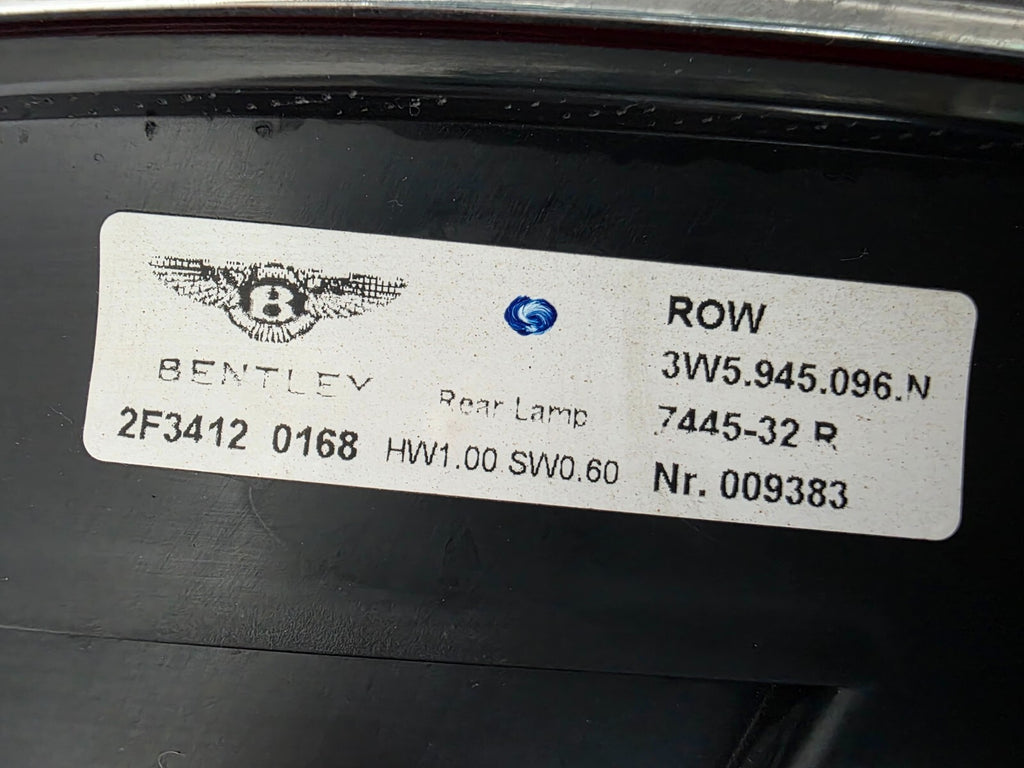 B
BENTLEY
2F3412 0168
Rear Lamp
HW1.00 SW0.60
ROW
3W5.945.096.N
7445-32 R
Nr. 009383